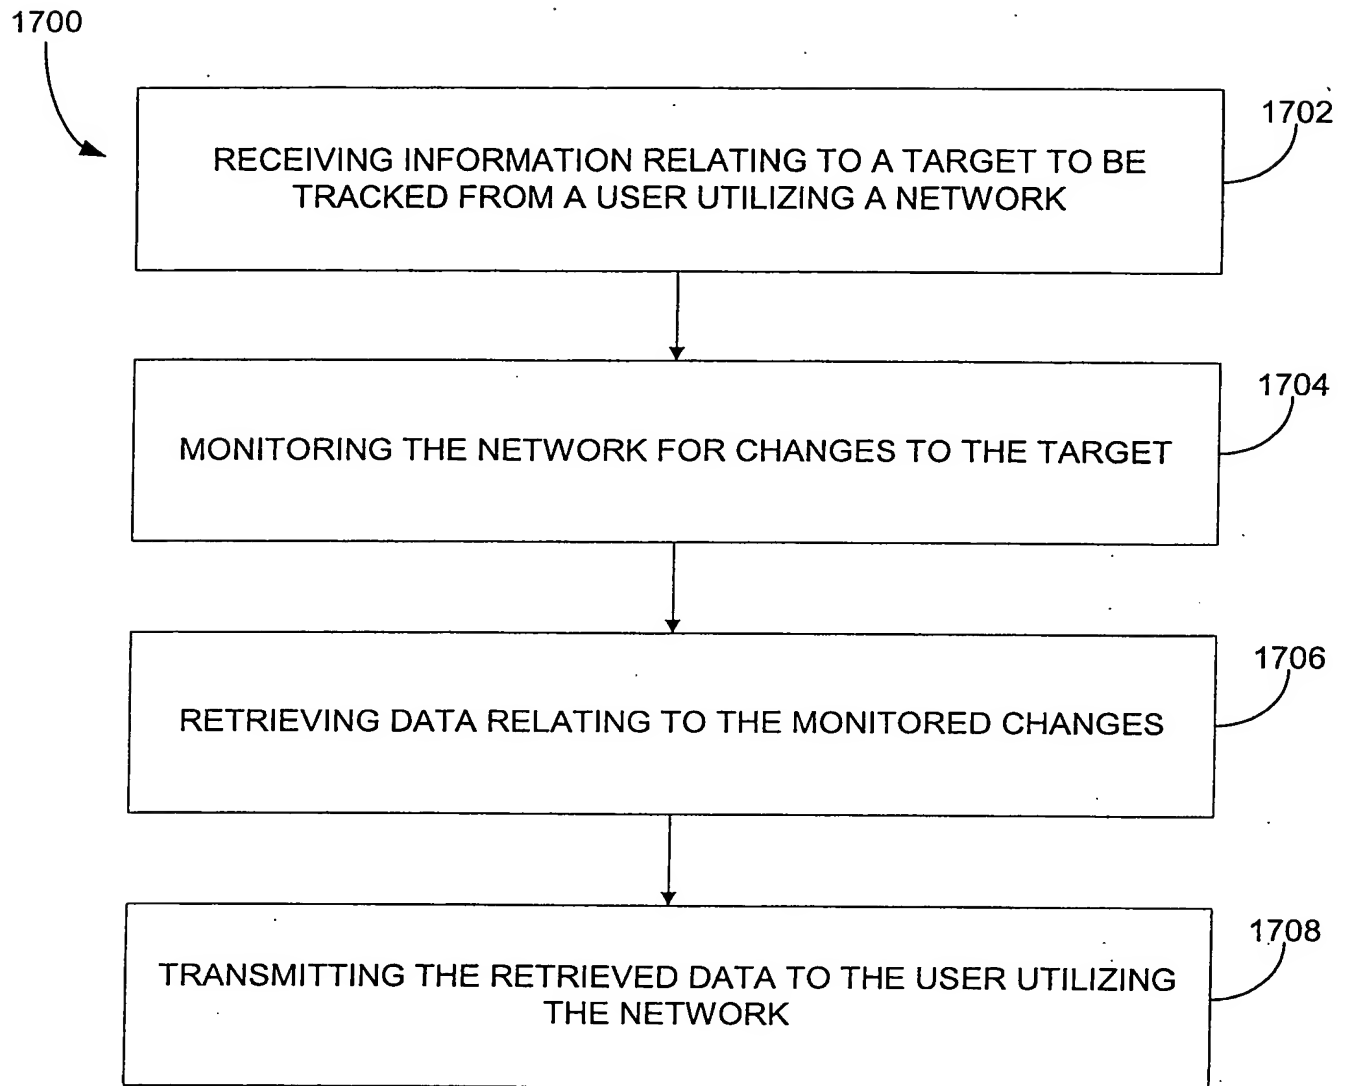 1700
1702
RECEIVING INFORMATION RELATING TO A TARGET TO BE
TRACKED FROM A USER UTILIZING A NETWORK
1704
MONITORING THE NETWORK FOR CHANGES TO THE TARGET
1706
RETRIEVING DATA RELATING TO THE MONITORED CHANGES
1708
TRANSMITTING THE RETRIEVED DATA TO THE USER UTILIZING
THE NETWORK